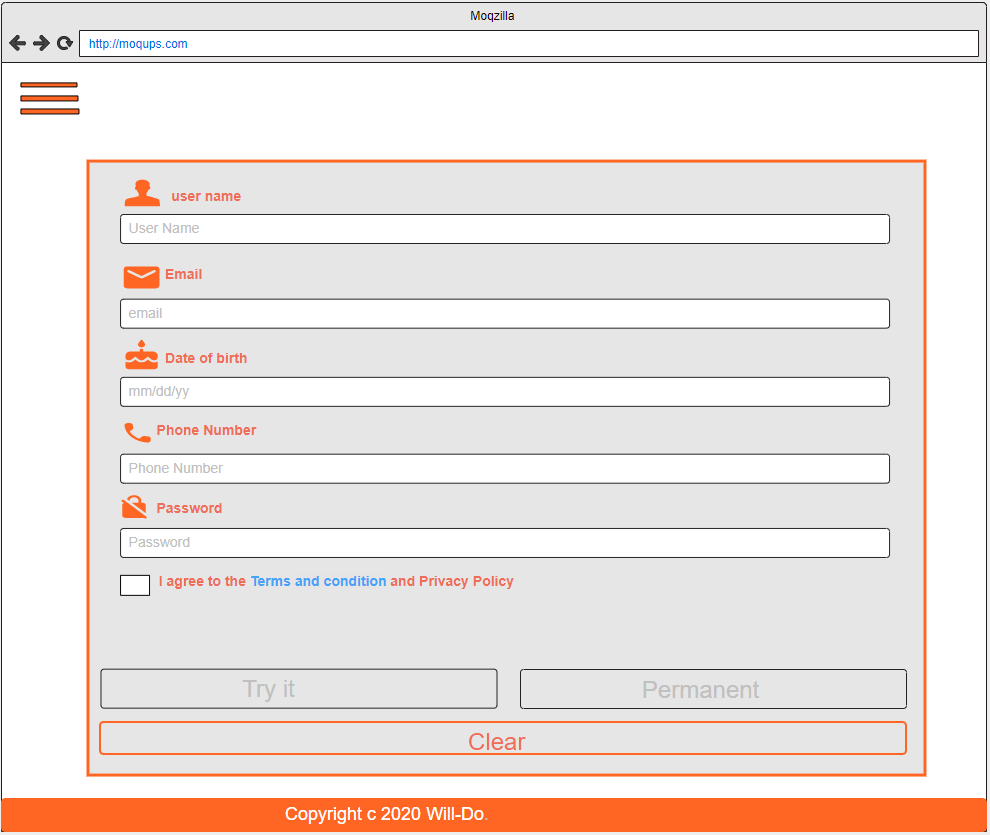 Moqzilla
http://moqups.com
user name
User Name
Email
email
Date of birth
mm/dd/yy
Phone Number
Phone Number
Password
Password
I agree to the Terms and condition and Privacy Policy
Try it
Permanent
Clear
Copyright c 2020 Will-Do.